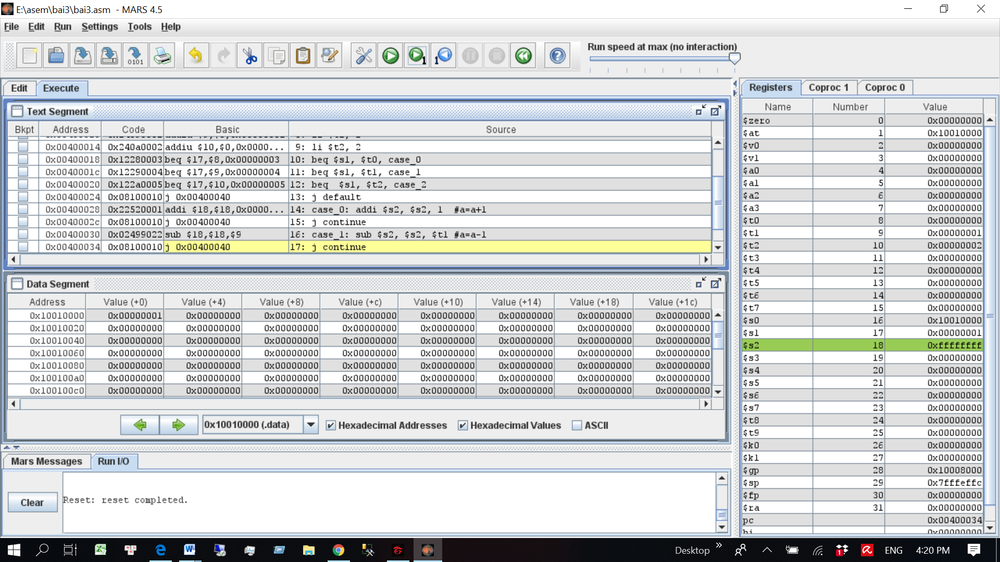 E:\asem\bai3\bai3.asm - MARS 4.5
File Edit Run Settings Tools Help
0101
1
1
Run speed at max (no interaction)
Edit Execute
Text Segment
Bkpt Address Code Basic Source
0x00400014 0x240a0002 addiu $10,$0,0x0000... 9: li $t2, 2
0x00400018 0x12280003 beq $17,$8,0x00000003 10: beq $s1, $t0, case_0
0x0040001c 0x12290004 beq $17,$9,0x00000004 11: beq $s1, $t1, case_1
0x00400020 0x122a0005 beq $17,$10,0x00000005 12: beq  $s1, $t2, case_2
0x00400024 0x08100010 j 0x00400040 13: j default
0x00400028 0x22520001 addi $18,$18,0x0000... 14: case_0: addi $s2, $s2, 1  #a=a+1
0x0040002c 0x08100010 j 0x00400040 15: j continue
0x00400030 0x02499022 sub $18,$18,$9 16: case_1: sub $s2, $s2, $t1 #a=a-1
0x00400034 0x08100010 j 0x00400040 17: j continue
Data Segment
Address Value (+0) Value (+4) Value (+8) Value (+c) Value (+10) Value (+14) Value (+18) Value (+1c)
0x10010000 0x00000001 0x00000000 0x00000000 0x00000000 0x00000000 0x00000000 0x00000000 0x00000000
0x10010020 0x00000000 0x00000000 0x00000000 0x00000000 0x00000000 0x00000000 0x00000000 0x00000000
0x10010040 0x00000000 0x00000000 0x00000000 0x00000000 0x00000000 0x00000000 0x00000000 0x00000000
0x10010060 0x00000000 0x00000000 0x00000000 0x00000000 0x00000000 0x00000000 0x00000000 0x00000000
0x10010080 0x00000000 0x00000000 0x00000000 0x00000000 0x00000000 0x00000000 0x00000000 0x00000000
0x100100a0 0x00000000 0x00000000 0x00000000 0x00000000 0x00000000 0x00000000 0x00000000 0x00000000
0x100100c0 0x00000000 0x00000000 0x00000000 0x00000000 0x00000000 0x00000000 0x00000000 0x00000000
0x10010000 (.data) Hexadecimal Addresses Hexadecimal Values ASCII
Mars Messages Run I/O
Clear
Reset: reset completed.
Registers Coproc 1 Coproc 0
Name Number Value
$zero 0 0x00000000
$at 1 0x10010000
$v0 2 0x00000000
$v1 3 0x00000000
$a0 4 0x00000000
$a1 5 0x00000000
$a2 6 0x00000000
$a3 7 0x00000000
$t0 8 0x00000000
$t1 9 0x00000001
$t2 10 0x00000002
$t3 11 0x00000000
$t4 12 0x00000000
$t5 13 0x00000000
$t6 14 0x00000000
$t7 15 0x00000000
$s0 16 0x10010000
$s1 17 0x00000001
$s2 18 0xffffffff
$s3 19 0x00000000
$s4 20 0x00000000
$s5 21 0x00000000
$s6 22 0x00000000
$s7 23 0x00000000
$t8 24 0x00000000
$t9 25 0x00000000
$k0 26 0x00000000
$k1 27 0x00000000
$gp 28 0x10008000
$sp 29 0x7fffeffc
$fp 30 0x00000000
$ra 31 0x00000000
pc 0x00400034
hi 0x00000000
Desktop ENG 4:20 PM